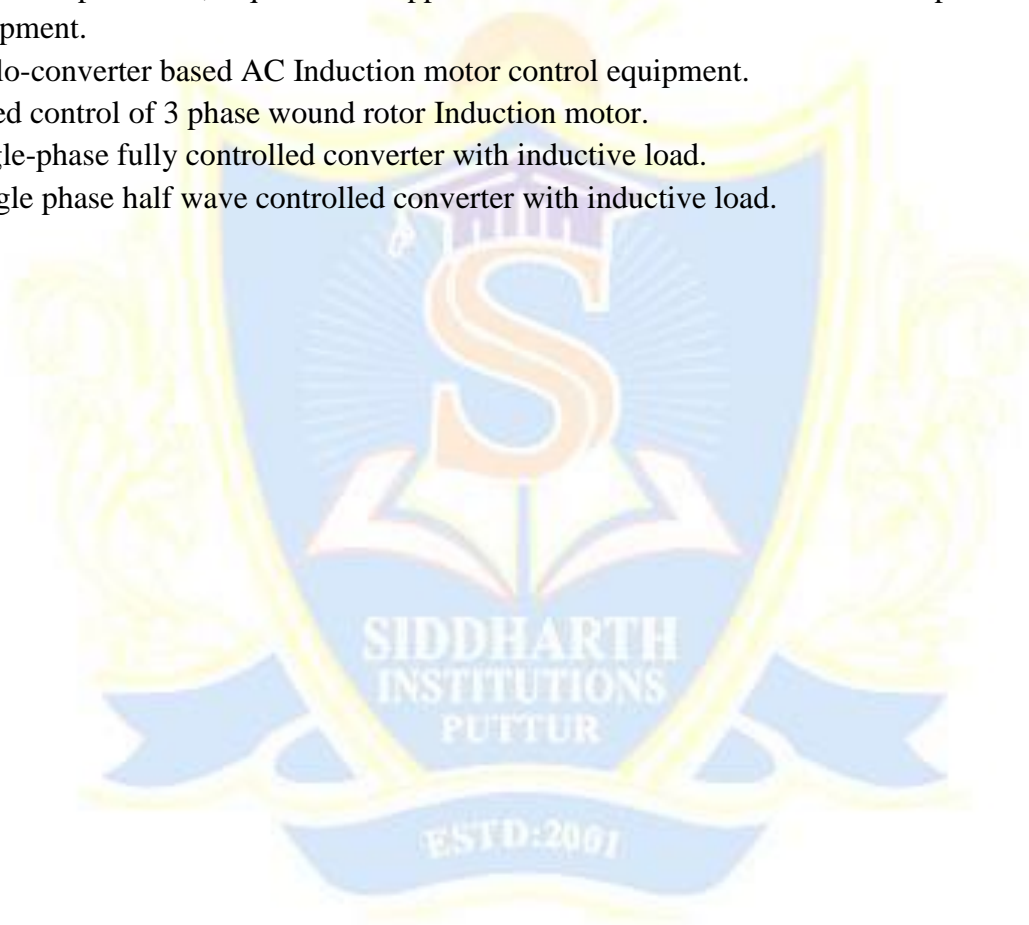 pment.
lo-converter based AC Induction motor control equipment.
ed control of 3 phase wound rotor Induction motor.
gle-phase fully controlled converter with inductive load.
gle phase half wave controlled converter with inductive load.
S
SIDDHARTH
INSTITUTIONS
PUTTUR
ESTD:2001